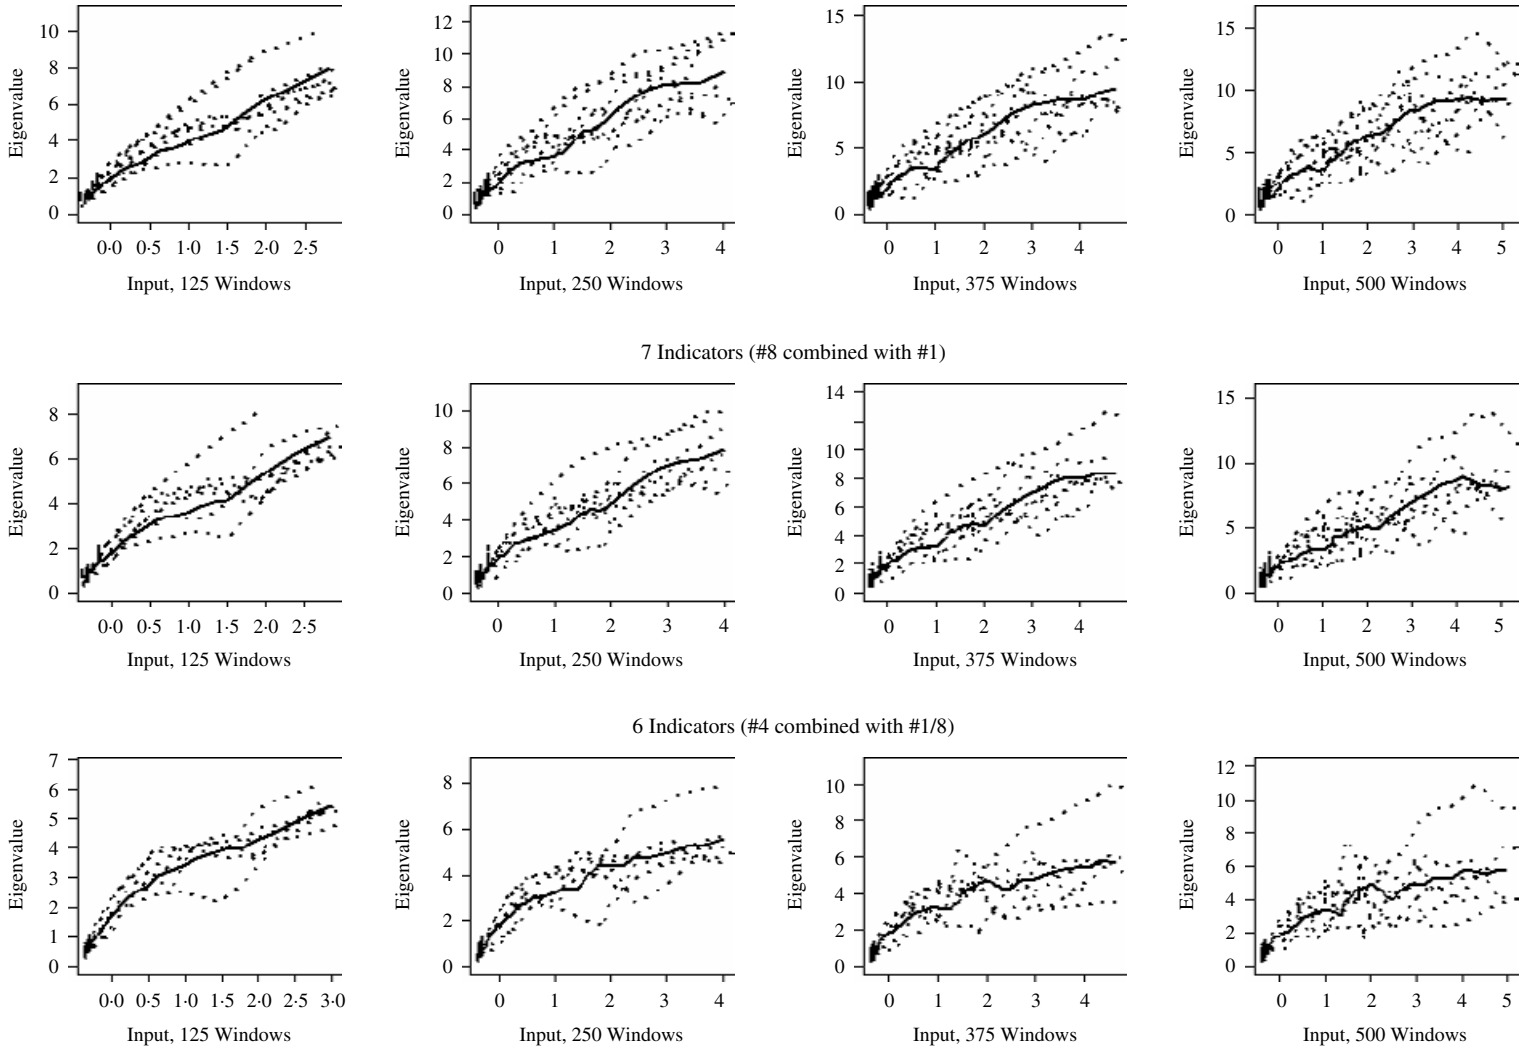 10
8
6
4
2
0
Eigenvalue
0·0 0·5 1·0 1·5 2·0 2·5
Input, 125 Windows
12
10
8
6
4
2
0
Eigenvalue
0 1 2 3 4
Input, 250 Windows
15
10
5
0
Eigenvalue
0 1 2 3 4
Input, 375 Windows
15
10
5
0
Eigenvalue
0 1 2 3 4 5
Input, 500 Windows
7 Indicators (#8 combined with #1)
8
6
4
2
0
Eigenvalue
0·0 0·5 1·0 1·5 2·0 2·5
Input, 125 Windows
10
8
6
4
2
0
Eigenvalue
0 1 2 3 4
Input, 250 Windows
14
10
8
6
4
2
0
Eigenvalue
0 1 2 3 4
Input, 375 Windows
15
10
5
0
Eigenvalue
0 1 2 3 4 5
Input, 500 Windows
6 Indicators (#4 combined with #1/8)
7
6
5
4
3
2
1
0
Eigenvalue
0·0 0·5 1·0 1·5 2·0 2·5 3·0
Input, 125 Windows
8
6
4
2
0
Eigenvalue
0 1 2 3 4
Input, 250 Windows
10
8
6
4
2
0
Eigenvalue
0 1 2 3 4
Input, 375 Windows
12
10
8
6
4
2
0
Eigenvalue
0 1 2 3 4 5
Input, 500 Windows